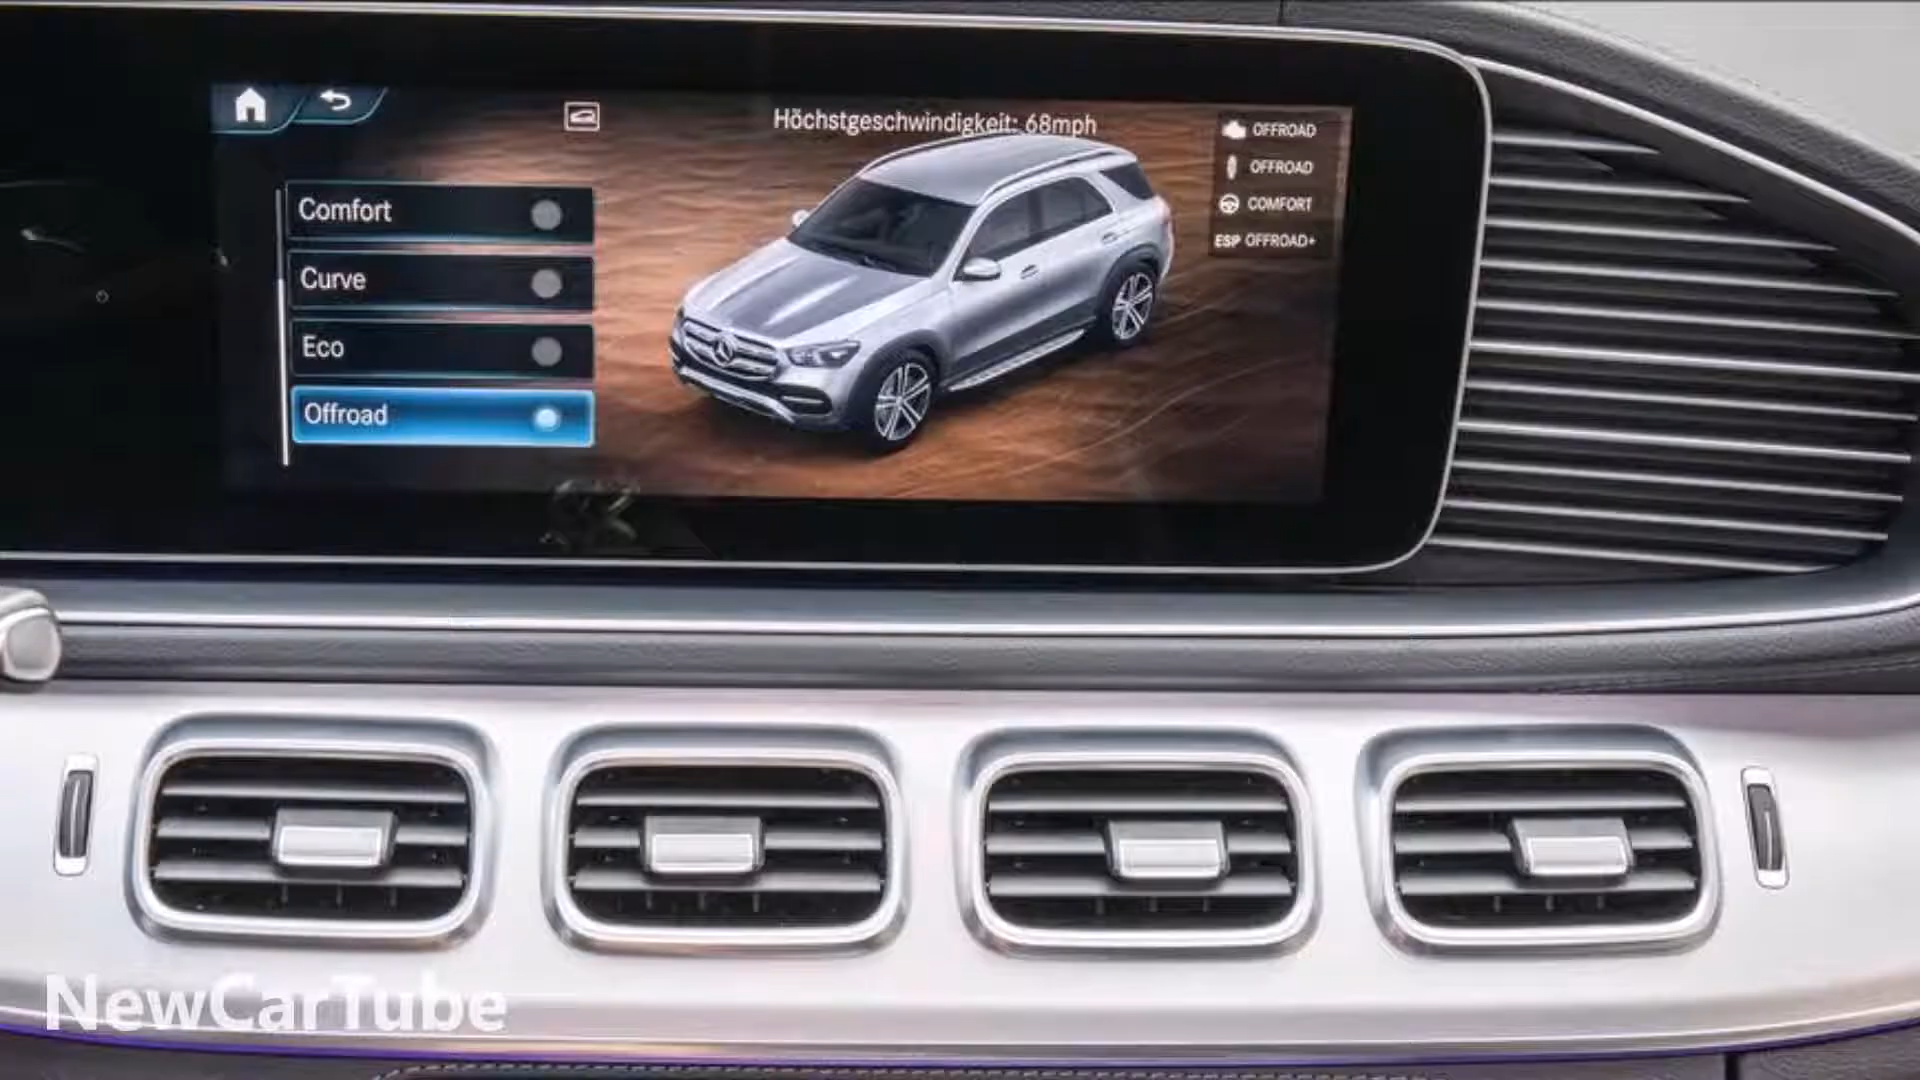 Höchstgeschwindigkeit: 68mph
OFFROAD
OFFROAD
COMFORT
ESP OFFROAD+
Comfort
Curve
Eco
Offroad
NewCarTube